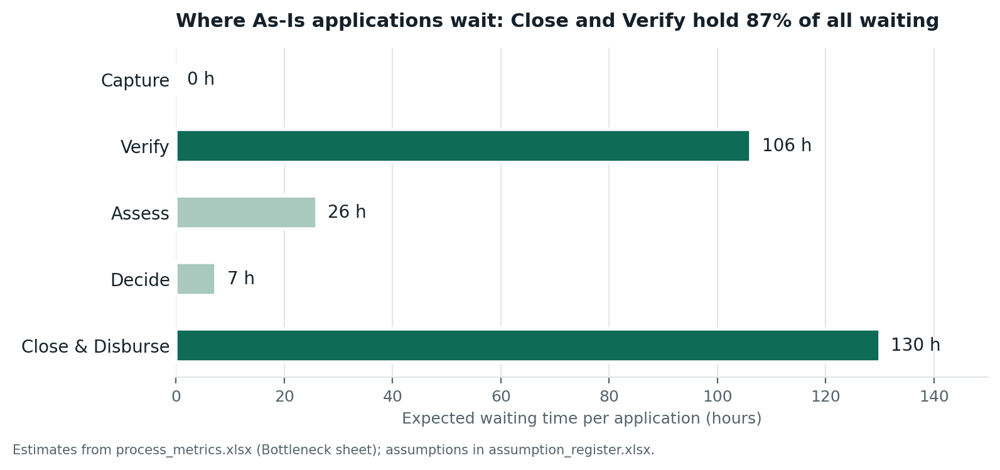 Where As-Is applications wait: Close and Verify hold 87% of all waiting
Capture 0 h
Verify 106 h
Assess 26 h
Decide 7 h
Close & Disburse 130 h
0 20 40 60 80 100 120 140
Expected waiting time per application (hours)
Estimates from process_metrics.xlsx (Bottleneck sheet); assumptions in assumption_register.xlsx.